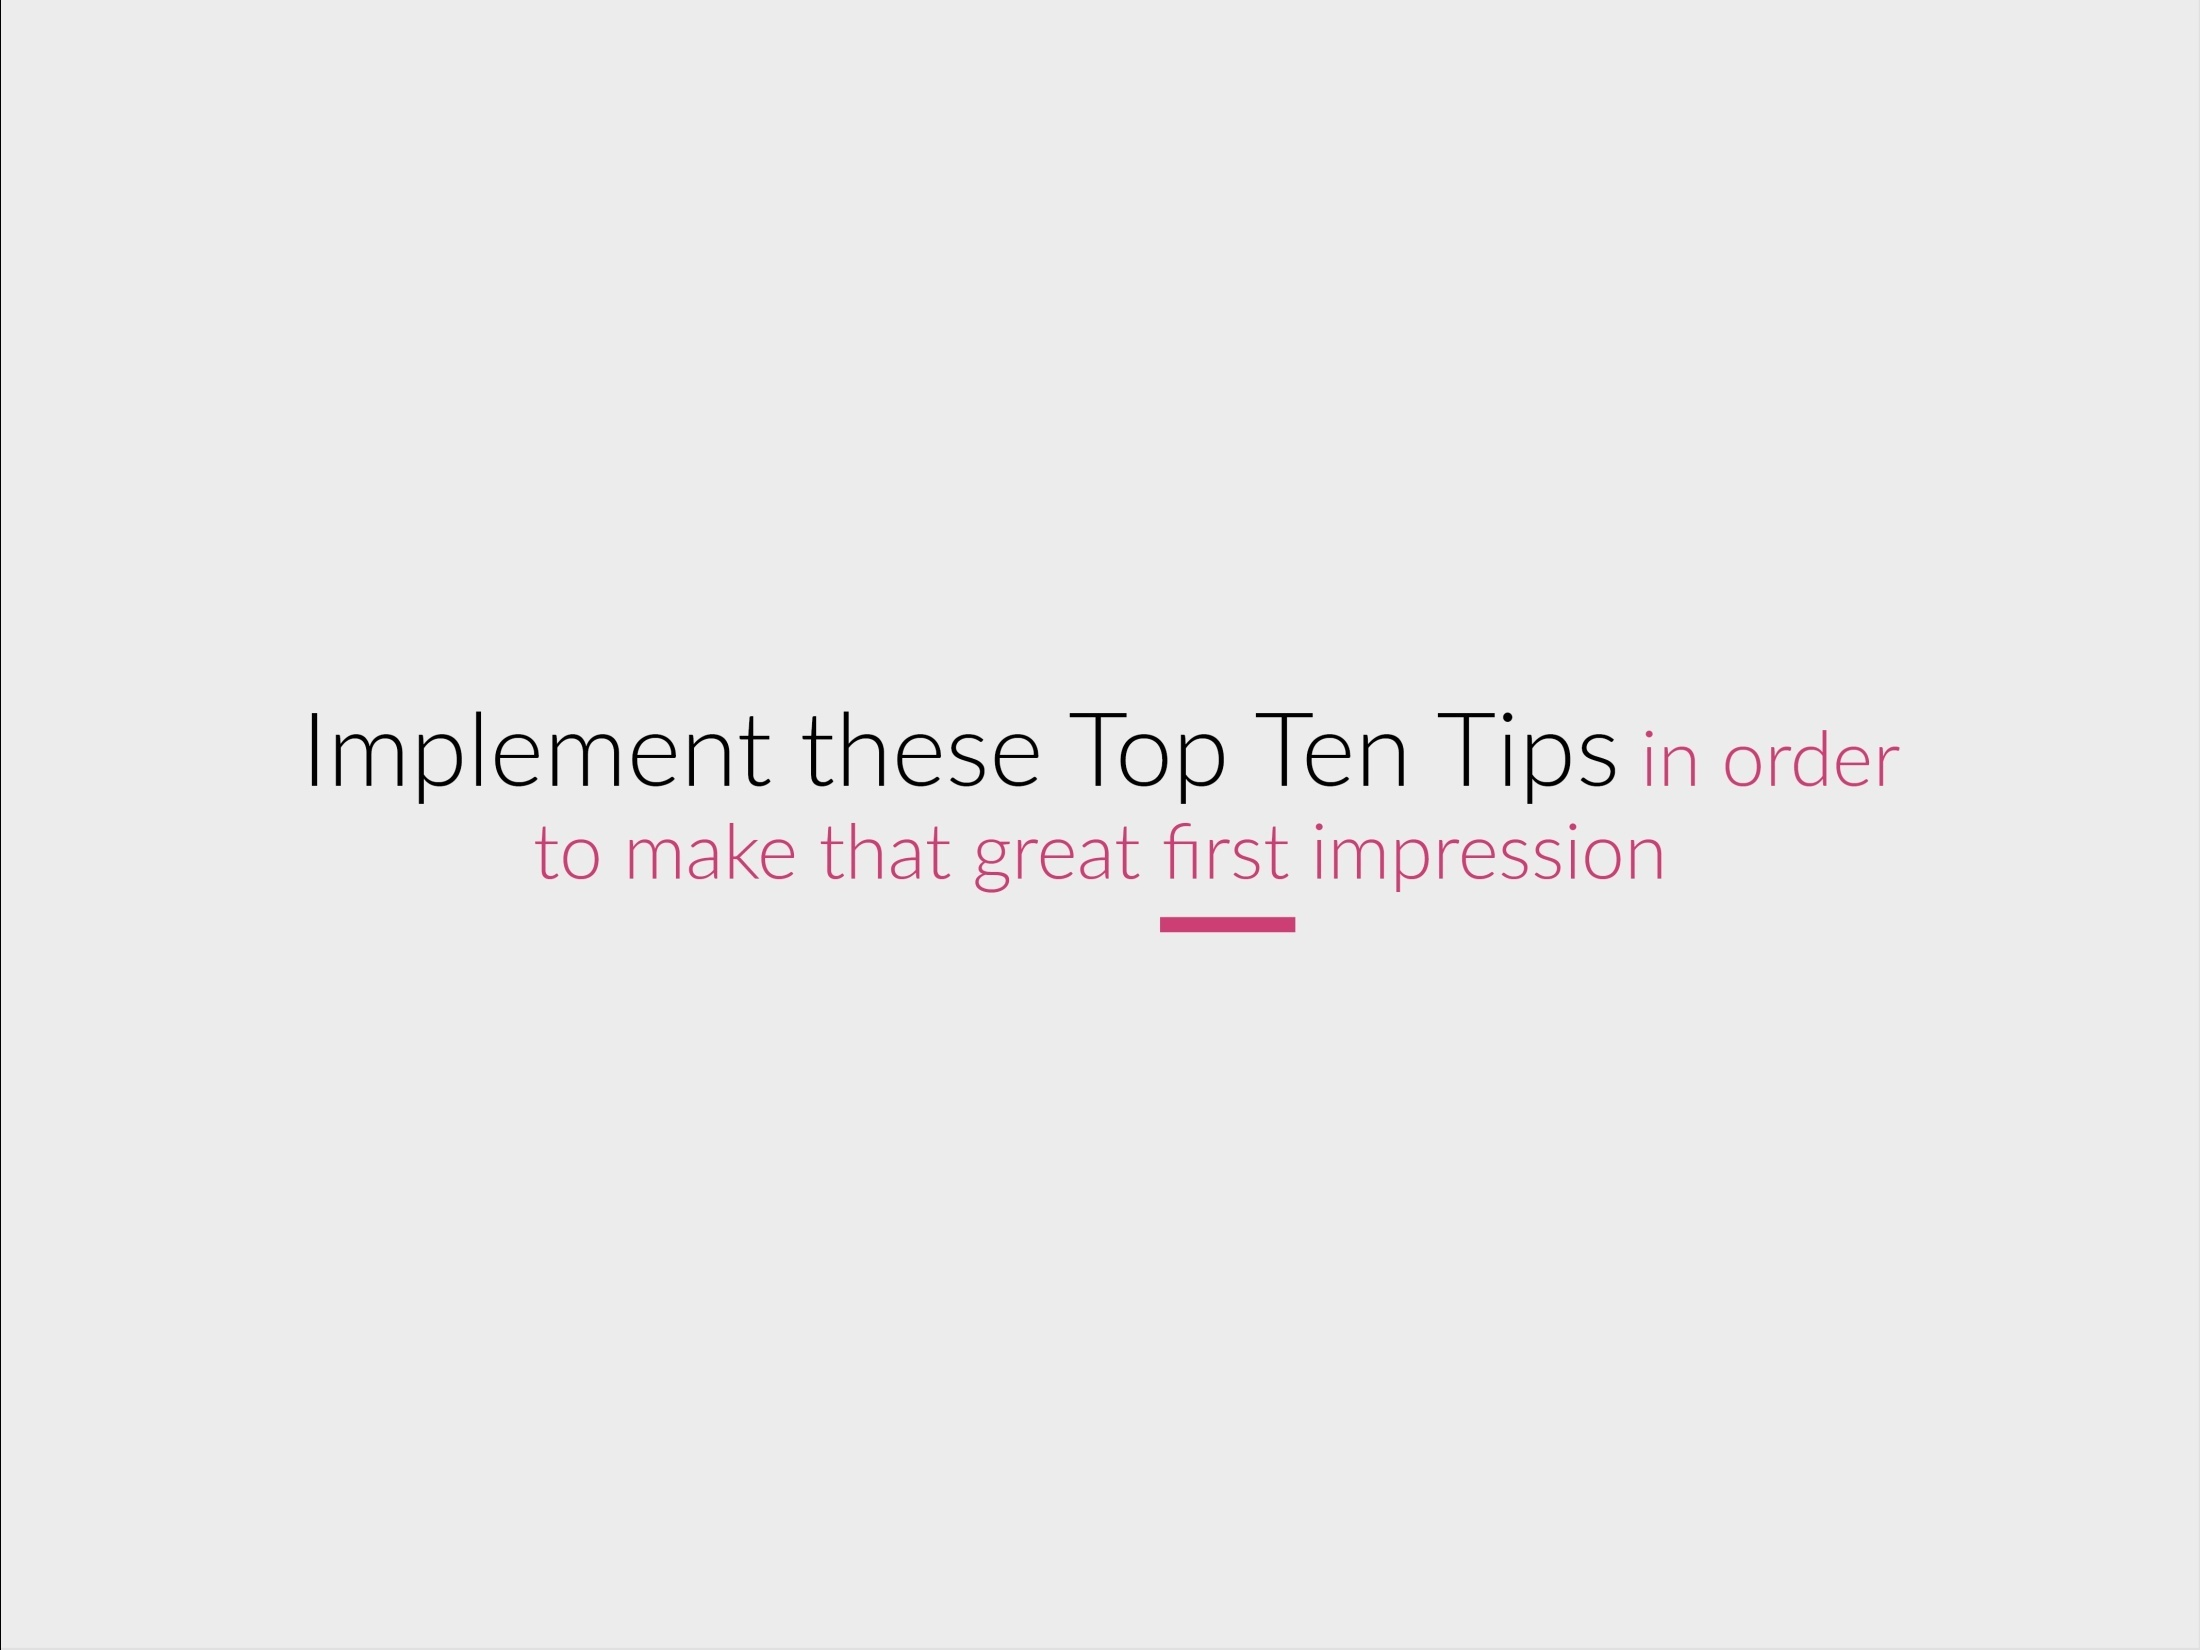 Implement these Top Ten Tips in order
to make that great first impression